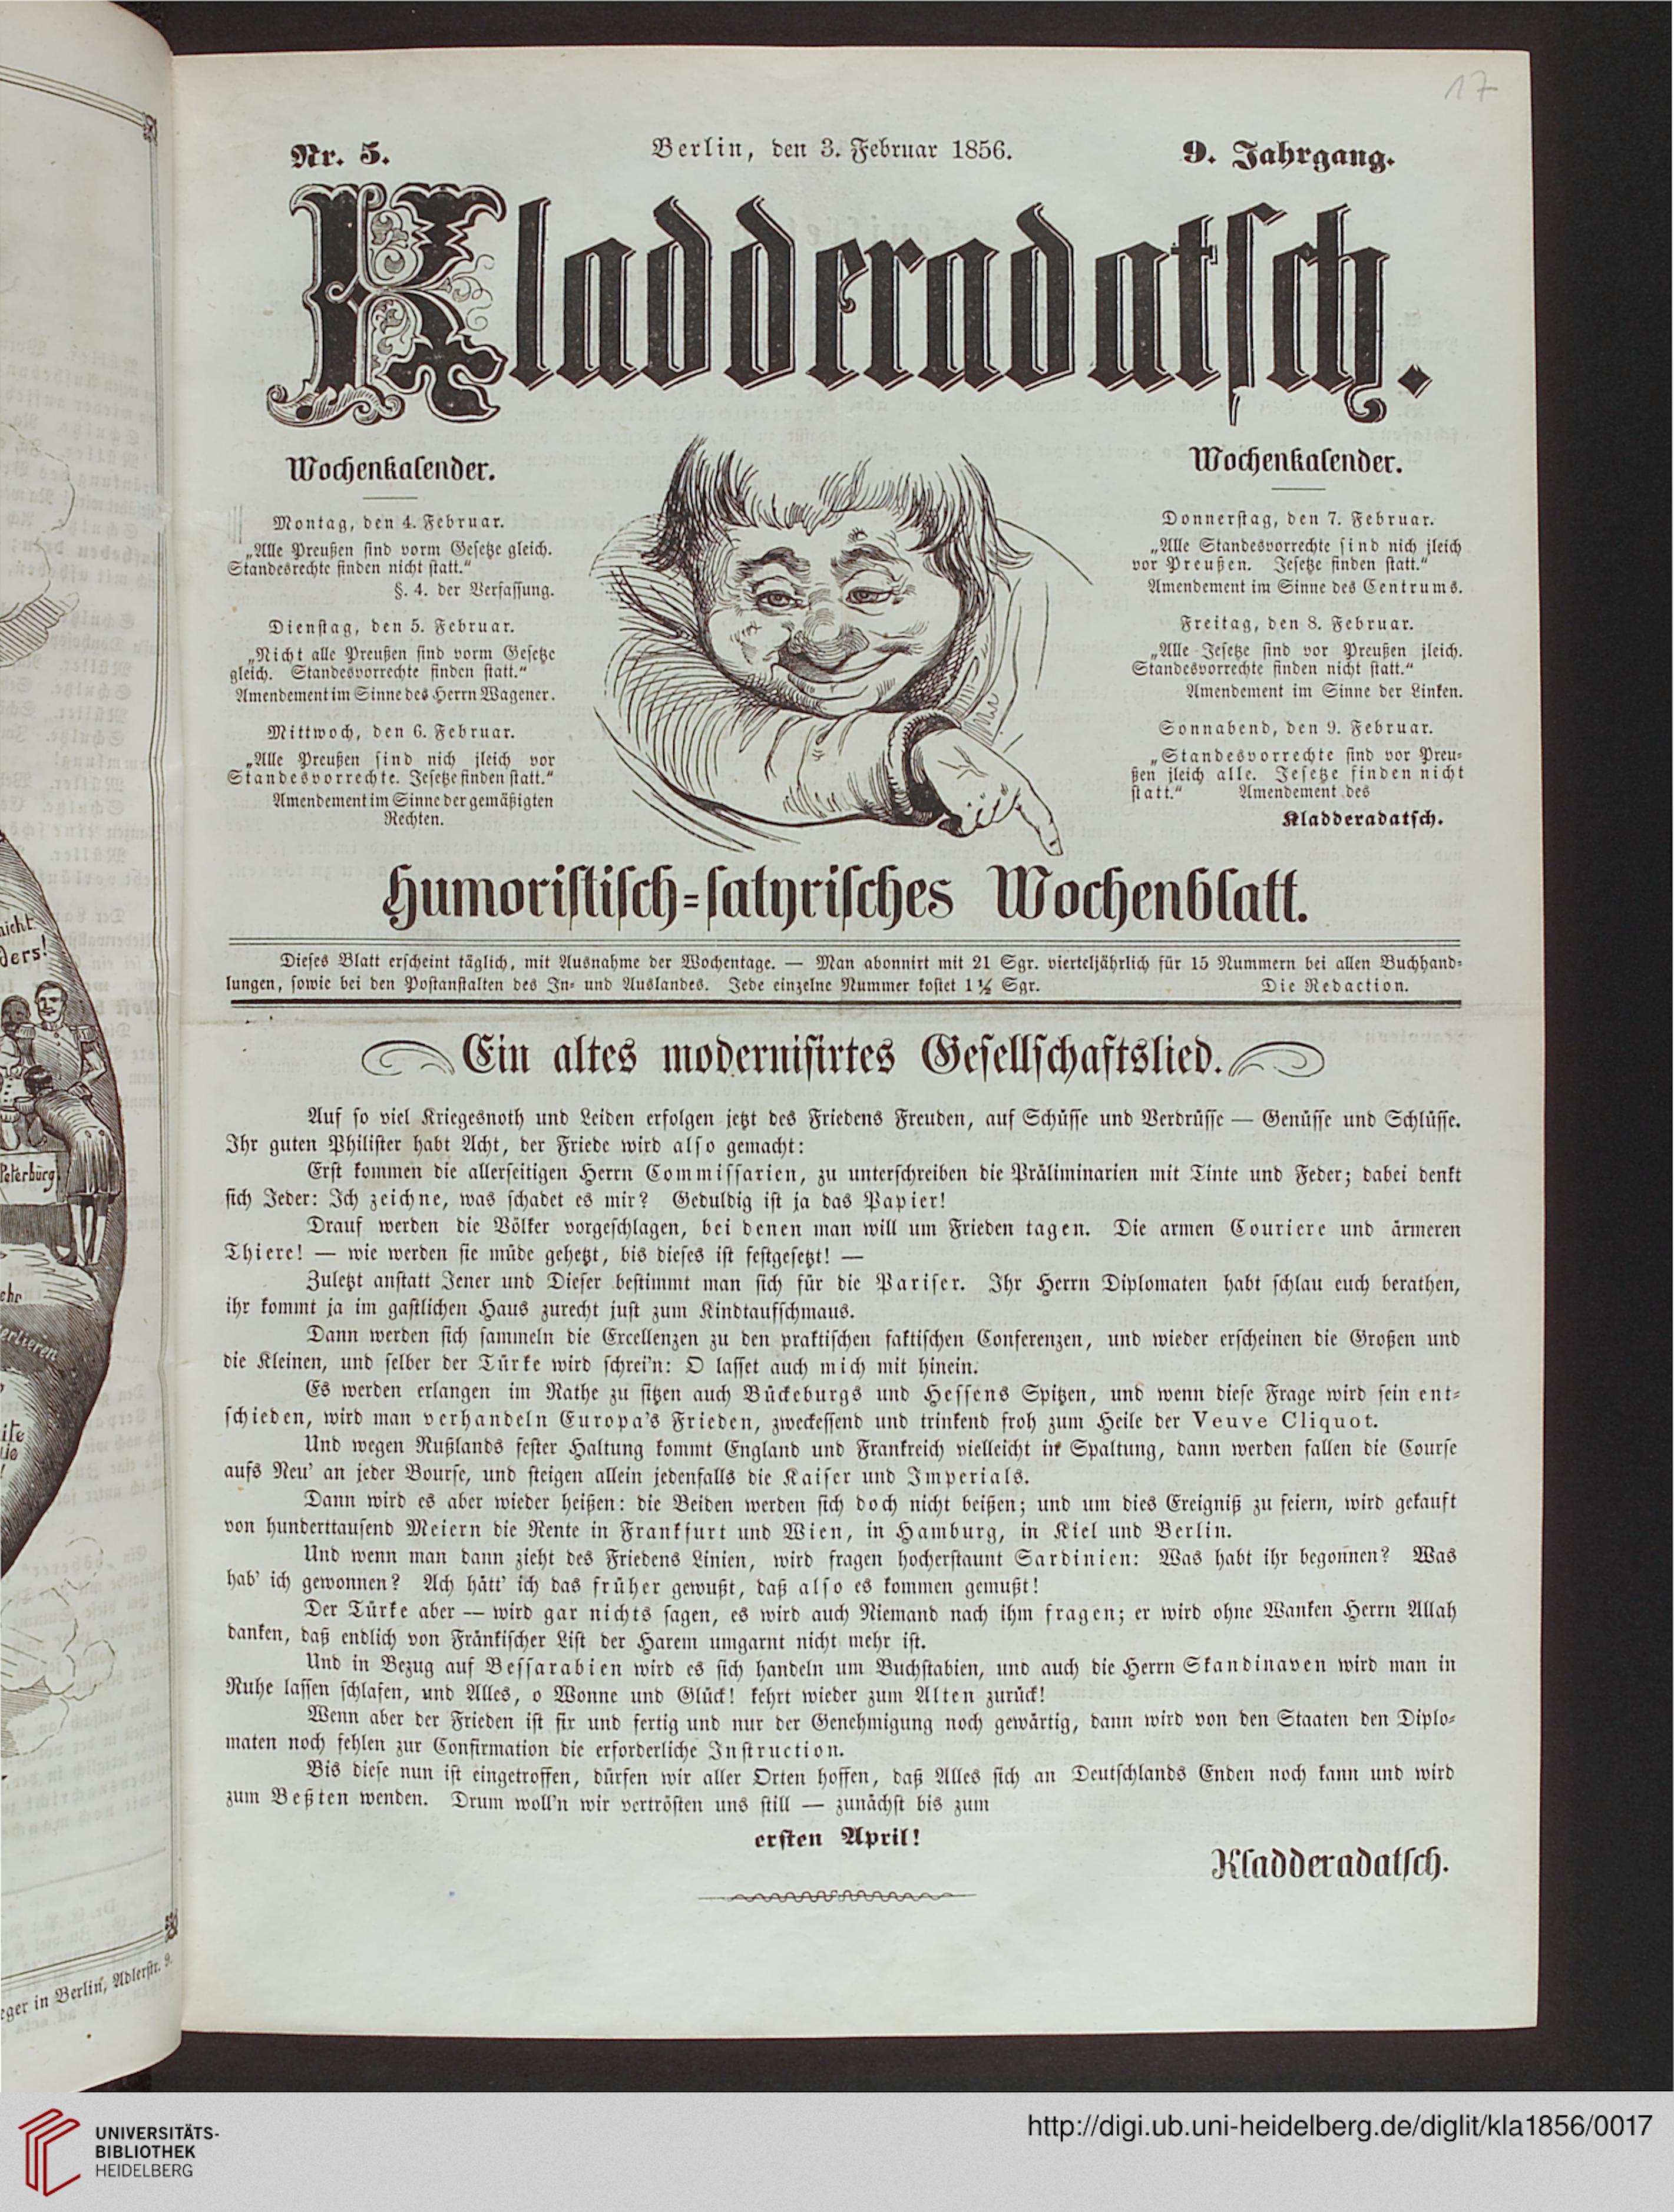 17
Nr. 5.
Berlin, den 3. Februar 1856.
9. Jahrgang.
Kladderadatsch.
Wochenkalender.
Montag, den 4. Februar.
„Alle Preußen sind vorm Gesetze gleich.
Standesrechte finden nicht statt.“
§. 4. der Verfassung.
Dienstag, den 5. Februar.
„Nicht alle Preußen sind vorm Gesetze
gleich. Standesvorrechte finden statt.“
Amendement im Sinne des Herrn Wagener.
Mittwoch, den 6. Februar.
„Alle Preußen sind nich jleich vor
Standesvorrechte. Jesetze finden statt.“
Amendement im Sinne der gemäßigten
Rechten.
Wochenkalender.
Donnerstag, den 7. Februar.
„Alle Standesvorrechte sind nich jleich
vor Preußen. Jesetze finden statt.“
Amendement im Sinne des Centrums.
Freitag, den 8. Februar.
„Alle Jesetze sind vor Preußen jleich.
Standesvorrechte finden nicht statt.“
Amendement im Sinne der Linken.
Sonnabend, den 9. Februar.
„Standesvorrechte sind vor Preu-
ßen jleich alle. Jesetze finden nicht
statt.“ Amendement des
Kladderadatsch.
Humoristisch-satyrisches Wochenblatt.
Dieses Blatt erscheint täglich, mit Ausnahme der Wochentage. — Man abonnirt mit 21 Sgr. vierteljährlich für 15 Nummern bei allen Buchhand-
lungen, sowie bei den Postanstalten des In- und Auslandes. Jede einzelne Nummer kostet 1½ Sgr. Die Redaction.
Ein altes modernisirtes Gesellschaftslied.
Auf so viel Kriegesnoth und Leiden erfolgen jetzt des Friedens Freuden, auf Schüsse und Verdrüsse — Genüsse und Schlüsse.
Ihr guten Philister habt Acht, der Friede wird also gemacht:
Erst kommen die allerseitigen Herrn Commissarien, zu unterschreiben die Präliminarien mit Tinte und Feder; dabei denkt
sich Jeder: Ich zeichne, was schadet es mir? Geduldig ist ja das Papier!
Drauf werden die Völker vorgeschlagen, bei denen man will um Frieden tagen. Die armen Couriere und ärmeren
Thiere! — wie werden sie müde gehetzt, bis dieses ist festgesetzt! —
Zuletzt anstatt Jener und Dieser bestimmt man sich für die Pariser. Ihr Herrn Diplomaten habt schlau euch berathen,
ihr kommt ja im gastlichen Haus zurecht just zum Kindtaufschmaus.
Dann werden sich sammeln die Excellenzen zu den praktischen faktischen Conferenzen, und wieder erscheinen die Großen und
die Kleinen, und selber der Türke wird schrei'n: O lasset auch mich mit hinein.
Es werden erlangen im Rathe zu sitzen auch Bückeburgs und Hessens Spitzen, und wenn diese Frage wird sein ent-
schieden, wird man verhandeln Europa's Frieden, zweckessend und trinkend froh zum Heile der Veuve Cliquot.
Und wegen Rußlands fester Haltung kommt England und Frankreich vielleicht in Spaltung, dann werden fallen die Course
aufs Neu' an jeder Bourse, und steigen allein jedenfalls die Kaiser und Imperials.
Dann wird es aber wieder heißen: die Beiden werden sich doch nicht beißen; und um dies Ereigniß zu feiern, wird gekauft
von hunderttausend Meiern die Rente in Frankfurt und Wien, in Hamburg, in Kiel und Berlin.
Und wenn man dann zieht des Friedens Linien, wird fragen hocherstaunt Sardinien: Was habt ihr begonnen? Was
hab' ich gewonnen? Ach hätt' ich das früher gewußt, daß also es kommen gemußt!
Der Türke aber — wird gar nichts sagen, es wird auch Niemand nach ihm fragen; er wird ohne Wanken Herrn Allah
danken, daß endlich von Fränkischer List der Harem umgarnt nicht mehr ist.
Und in Bezug auf Bessarabien wird es sich handeln um Buchstabien, und auch die Herrn Skandinaven wird man in
Ruhe lassen schlafen, und Alles, o Wonne und Glück! kehrt wieder zum Alten zurück!
Wenn aber der Frieden ist fix und fertig und nur der Genehmigung noch gewärtig, dann wird von den Staaten den Diplo-
maten noch fehlen zur Confirmation die erforderliche Instruction.
Bis diese nun ist eingetroffen, dürfen wir aller Orten hoffen, daß Alles sich an Deutschlands Enden noch kann und wird
zum Beßten wenden. Drum woll'n wir vertrösten uns still — zunächst bis zum
ersten April!
Kladderadatsch.
nicht
ders!
Peterburg
verlieren
eger in Berlin, Adlerstr. 9.
UNIVERSITÄTS-
BIBLIOTHEK
HEIDELBERG
http://digi.ub.uni-heidelberg.de/diglit/kla1856/0017